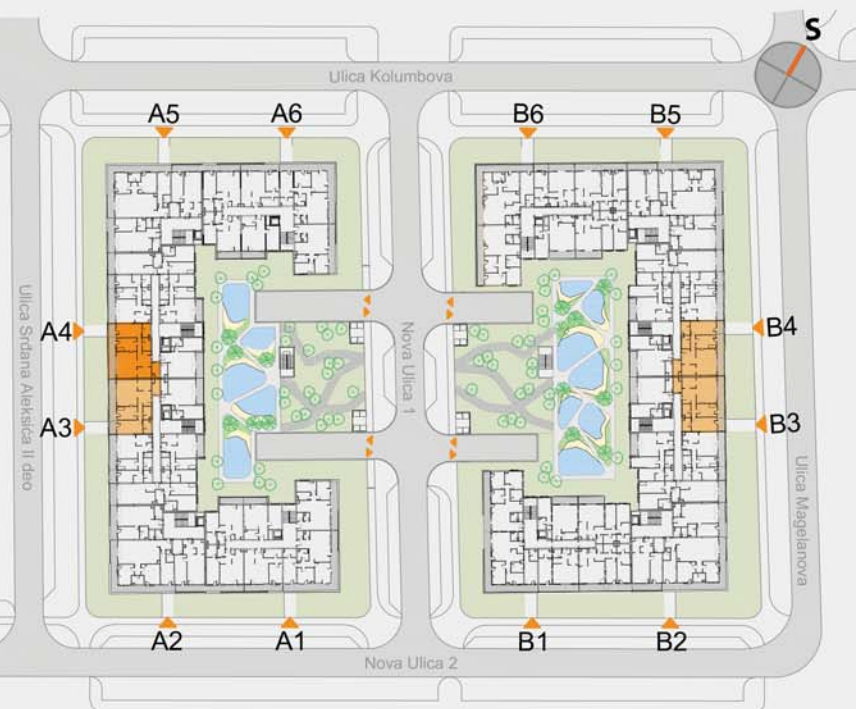 S
Ulica Kolumbova
A5
A6
B6
B5
A4
B4
A3
B3
Ulica Srđana Aleksića II deo
Nova Ulica 1
Ulica Magelanova
A2
A1
B1
B2
Nova Ulica 2